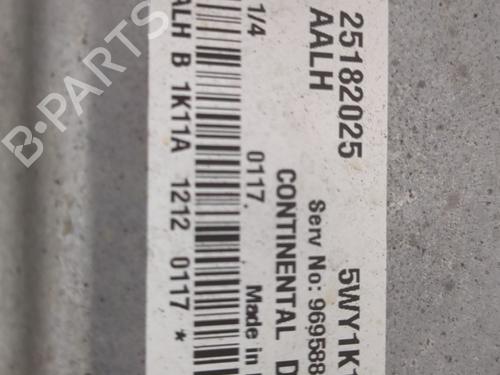 25182025 5WY1K1
AALH Serv No: 969588
CONTINENTAL D
1/4 0117 Made in
ALH B 1K11A 1212 0117 *
B-PARTS